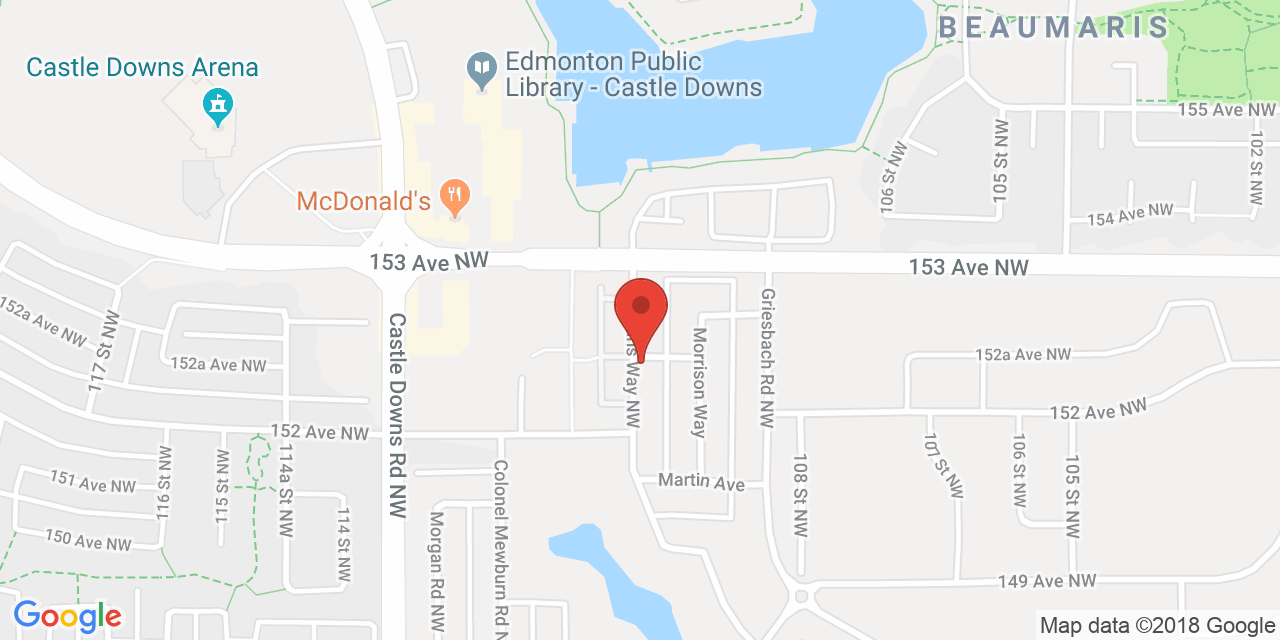 BEAUMARIS
Castle Downs Arena
Edmonton Public
Library - Castle Downs
155 Ave NW
102 St NW
105 St NW
106 St NW
154 Ave NW
McDonald's
153 Ave NW
153 Ave NW
152a Ave NW
117 St NW
152a Ave NW
Castle Downs Rd NW
Way NW
Morrison Way
Griesbach Rd NW
152a Ave NW
152 Ave NW
152 Ave NW
114a St NW
151 Ave NW
116 St NW
115 St NW
150 Ave NW
114 St NW
Morgan Rd NW
Colonel Mewburn Rd N
Martin Ave
108 St NW
107 St NW
106 St NW
105 St NW
149 Ave NW
Google
Map data ©2018 Google